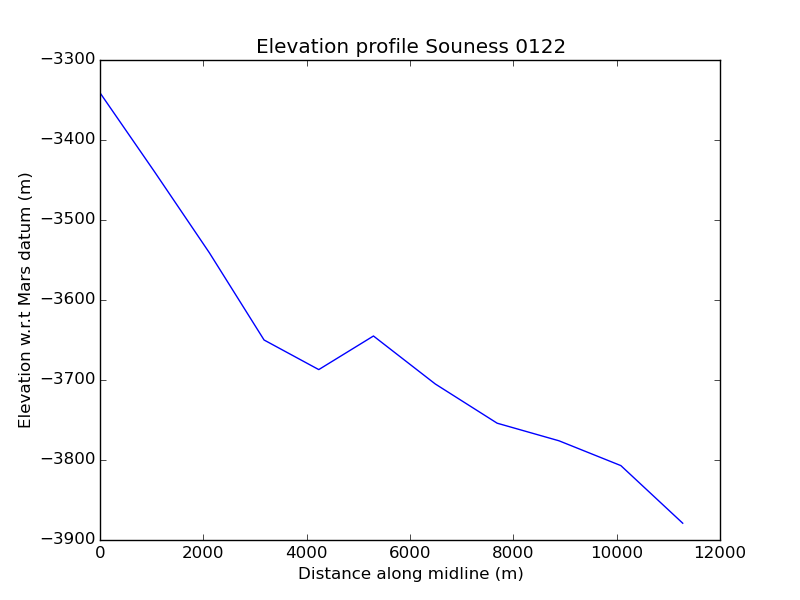 Elevation profile Souness 0122
−3300
−3400
−3500
−3600
−3700
−3800
−3900
Elevation w.r.t Mars datum (m)
0 2000 4000 6000 8000 10000 12000
Distance along midline (m)